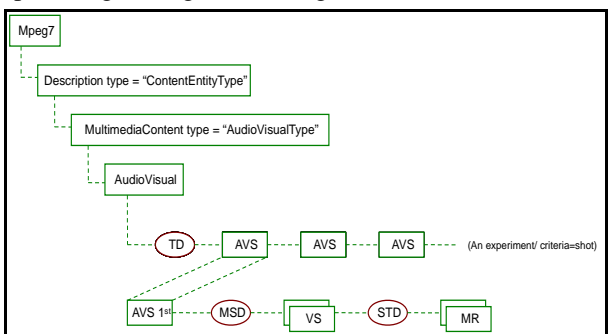 Mpeg7
Description type = “ContentEntityType”
MultimediaContent type = “AudioVisualType”
AudioVisual
TD AVS AVS AVS (An experiment/ criteria=shot)
AVS 1st MSD VS STD MR